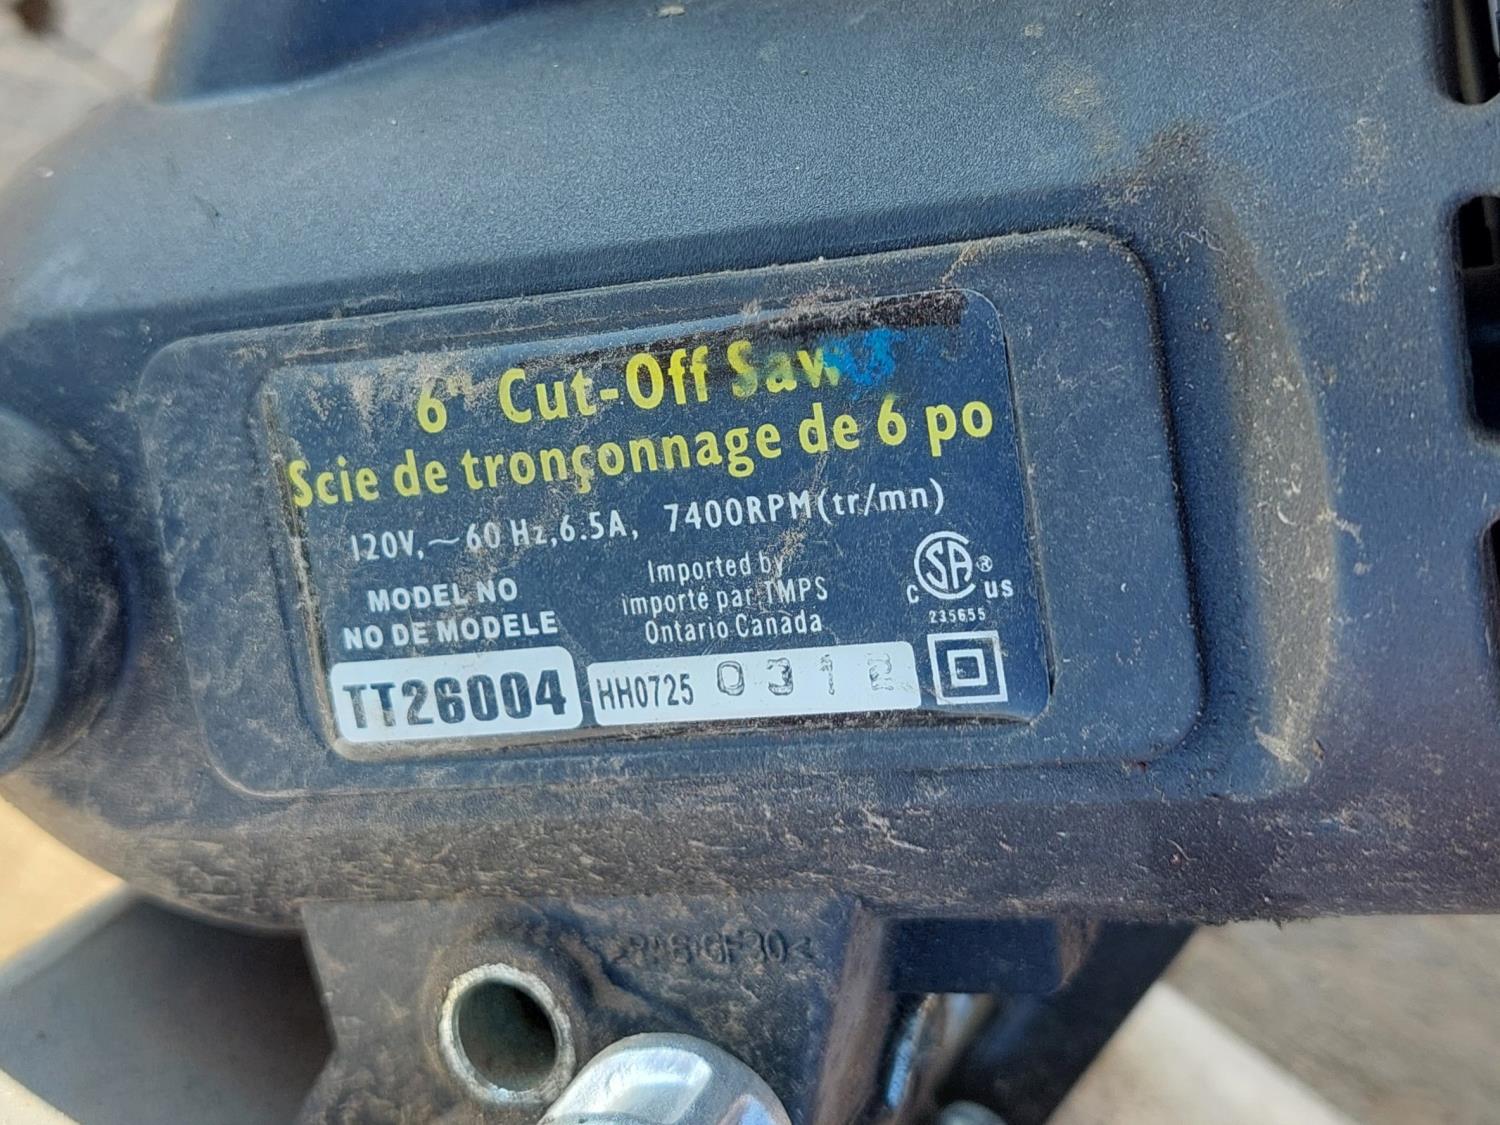 6" Cut-Off Saw
Scie de tronçonnage de 6 po
120V,~60 Hz,6.5A, 7400RPM(tr/mn)
MODEL NO
NO DE MODELE
TT26004
Imported by
importé par TMPS
Ontario Canada
HH0725 0312
CSA®
C US
235655